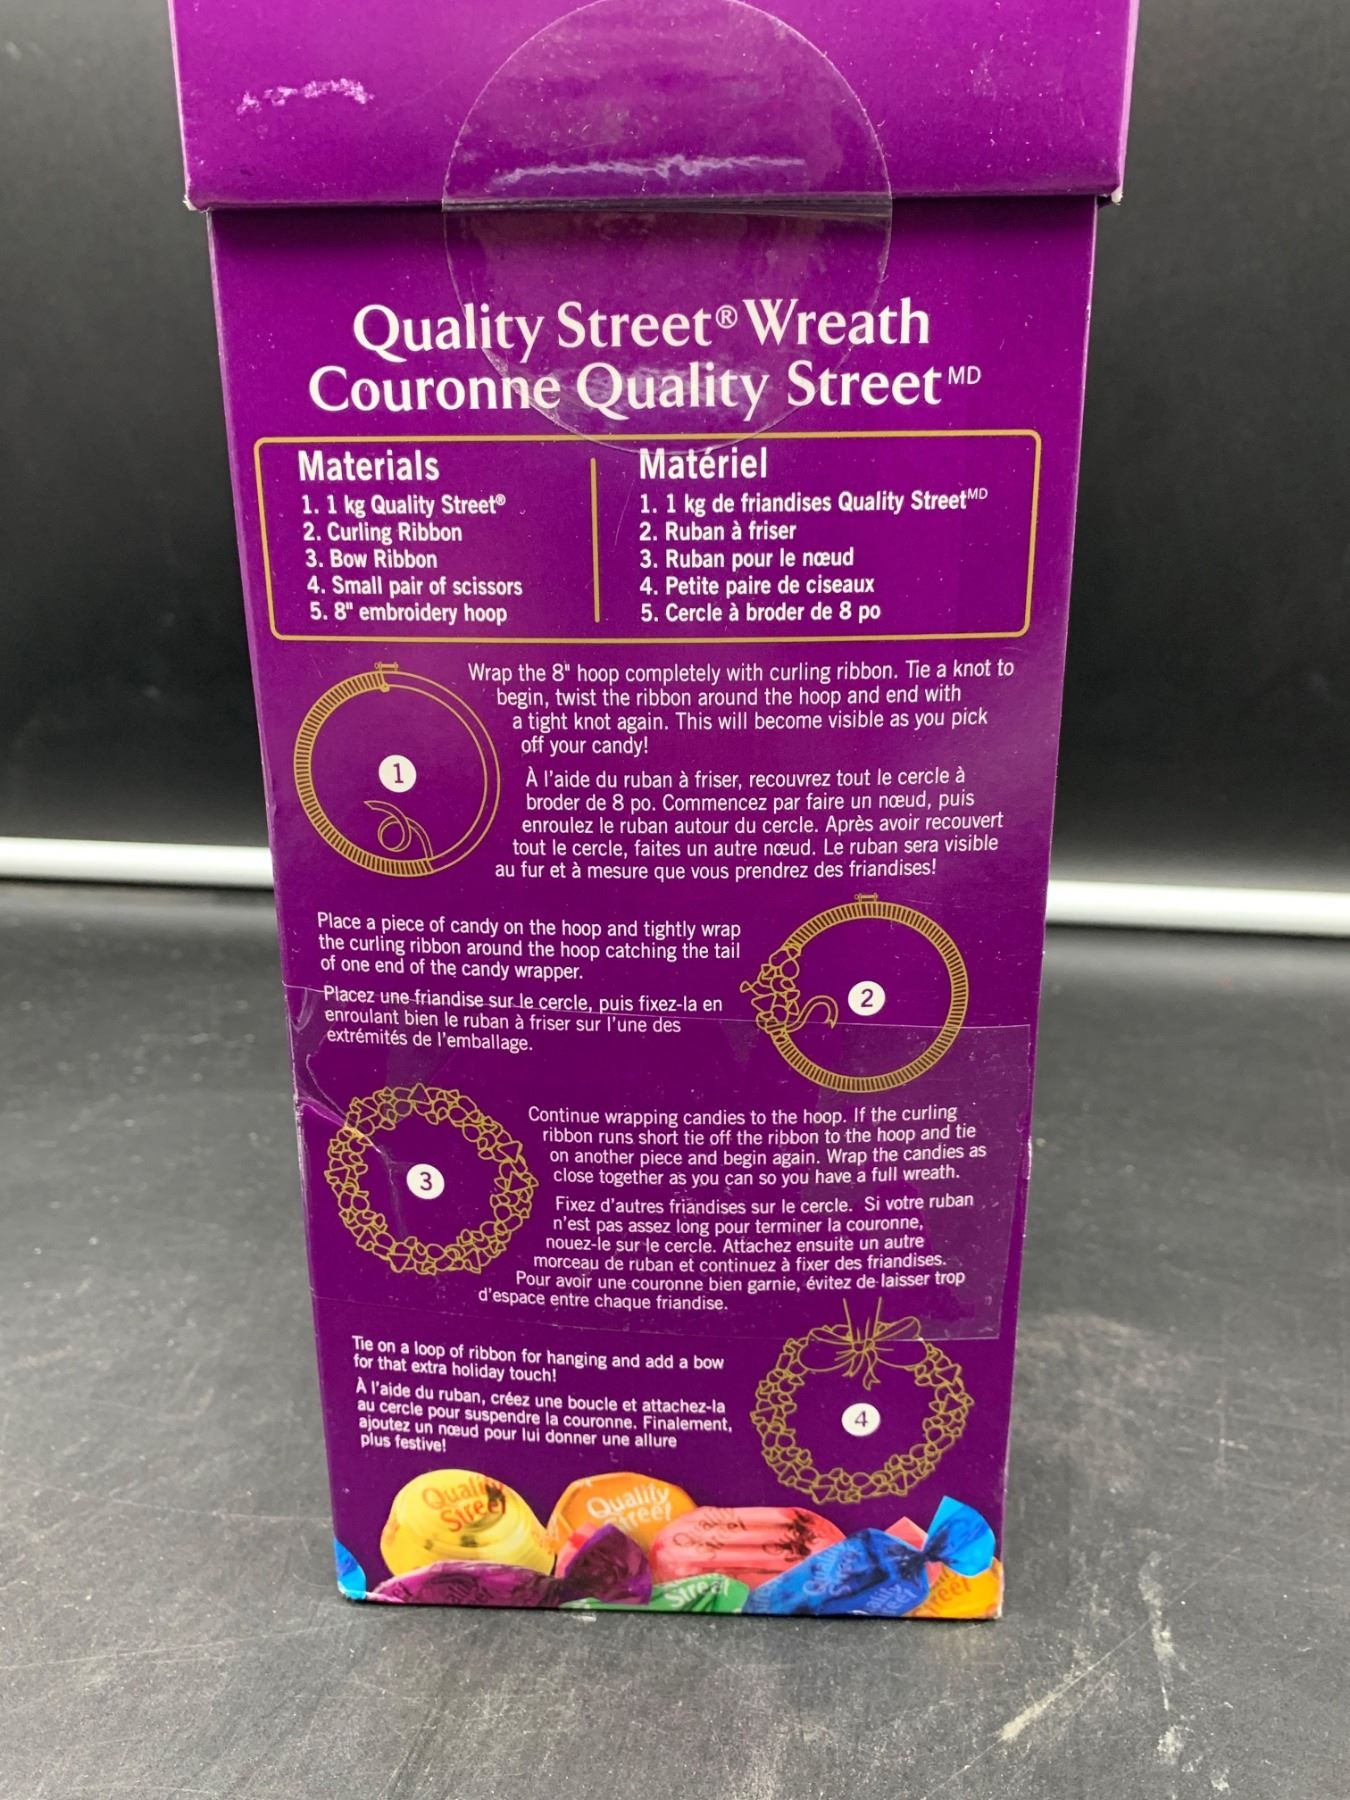 Quality Street® Wreath
Couronne Quality Street MD
Materials
1. 1 kg Quality Street®
2. Curling Ribbon
3. Bow Ribbon
4. Small pair of scissors
5. 8" embroidery hoop
Matériel
1. 1 kg de friandises Quality StreetMD
2. Ruban à friser
3. Ruban pour le nœud
4. Petite paire de ciseaux
5. Cercle à broder de 8 po
1
Wrap the 8" hoop completely with curling ribbon. Tie a knot to
begin, twist the ribbon around the hoop and end with
a tight knot again. This will become visible as you pick
off your candy!
À l'aide du ruban à friser, recouvrez tout le cercle à
broder de 8 po. Commencez par faire un nœud, puis
enroulez le ruban autour du cercle. Après avoir recouvert
tout le cercle, faites un autre nœud. Le ruban sera visible
au fur et à mesure que vous prendrez des friandises!
Place a piece of candy on the hoop and tightly wrap
the curling ribbon around the hoop catching the tail
of one end of the candy wrapper.
Placez une friandise sur le cercle, puis fixez-la en
enroulant bien le ruban à friser sur l'une des
extrémités de l'emballage.
2
3
Continue wrapping candies to the hoop. If the curling
ribbon runs short tie off the ribbon to the hoop and tie
on another piece and begin again. Wrap the candies as
close together as you can so you have a full wreath.
Fixez d'autres friandises sur le cercle. Si votre ruban
n'est pas assez long pour terminer la couronne,
nouez-le sur le cercle. Attachez ensuite un autre
morceau de ruban et continuez à fixer des friandises.
Pour avoir une couronne bien garnie, évitez de laisser trop
d'espace entre chaque friandise.
Tie on a loop of ribbon for hanging and add a bow
for that extra holiday touch!
À l'aide du ruban, créez une boucle et attachez-la
au cercle pour suspendre la couronne. Finalement,
ajoutez un nœud pour lui donner une allure
plus festive!
4
Quality
Street
Quality
Street
Street